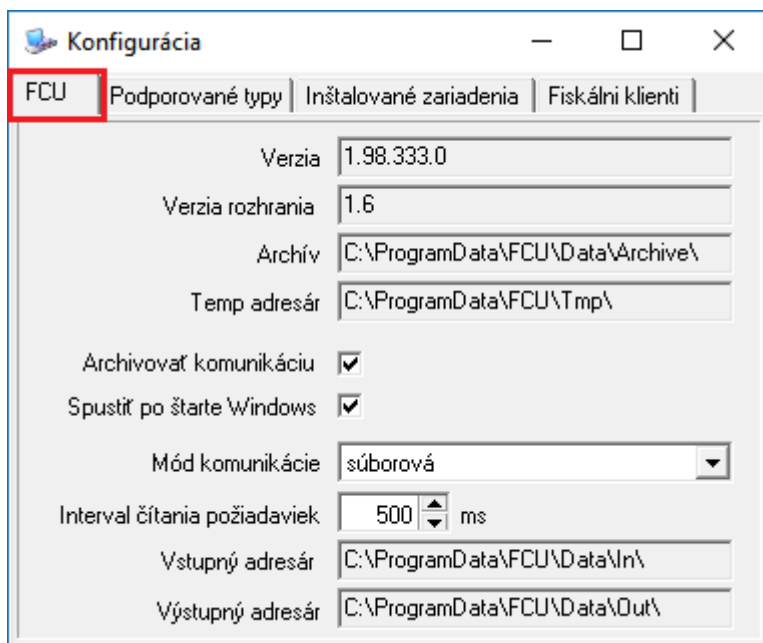 Konfigurácia
FCU Podporované typy Inštalované zariadenia Fiskálni klienti
Verzia 1.98.333.0
Verzia rozhrania 1.6
Archív C:\ProgramData\FCU\Data\Archive\
Temp adresár C:\ProgramData\FCU\Tmp\
Archivovať komunikáciu
Spustiť po štarte Windows
Mód komunikácie súborová
Interval čítania požiadaviek 500 ms
Vstupný adresár C:\ProgramData\FCU\Data\In\
Výstupný adresár C:\ProgramData\FCU\Data\Out\